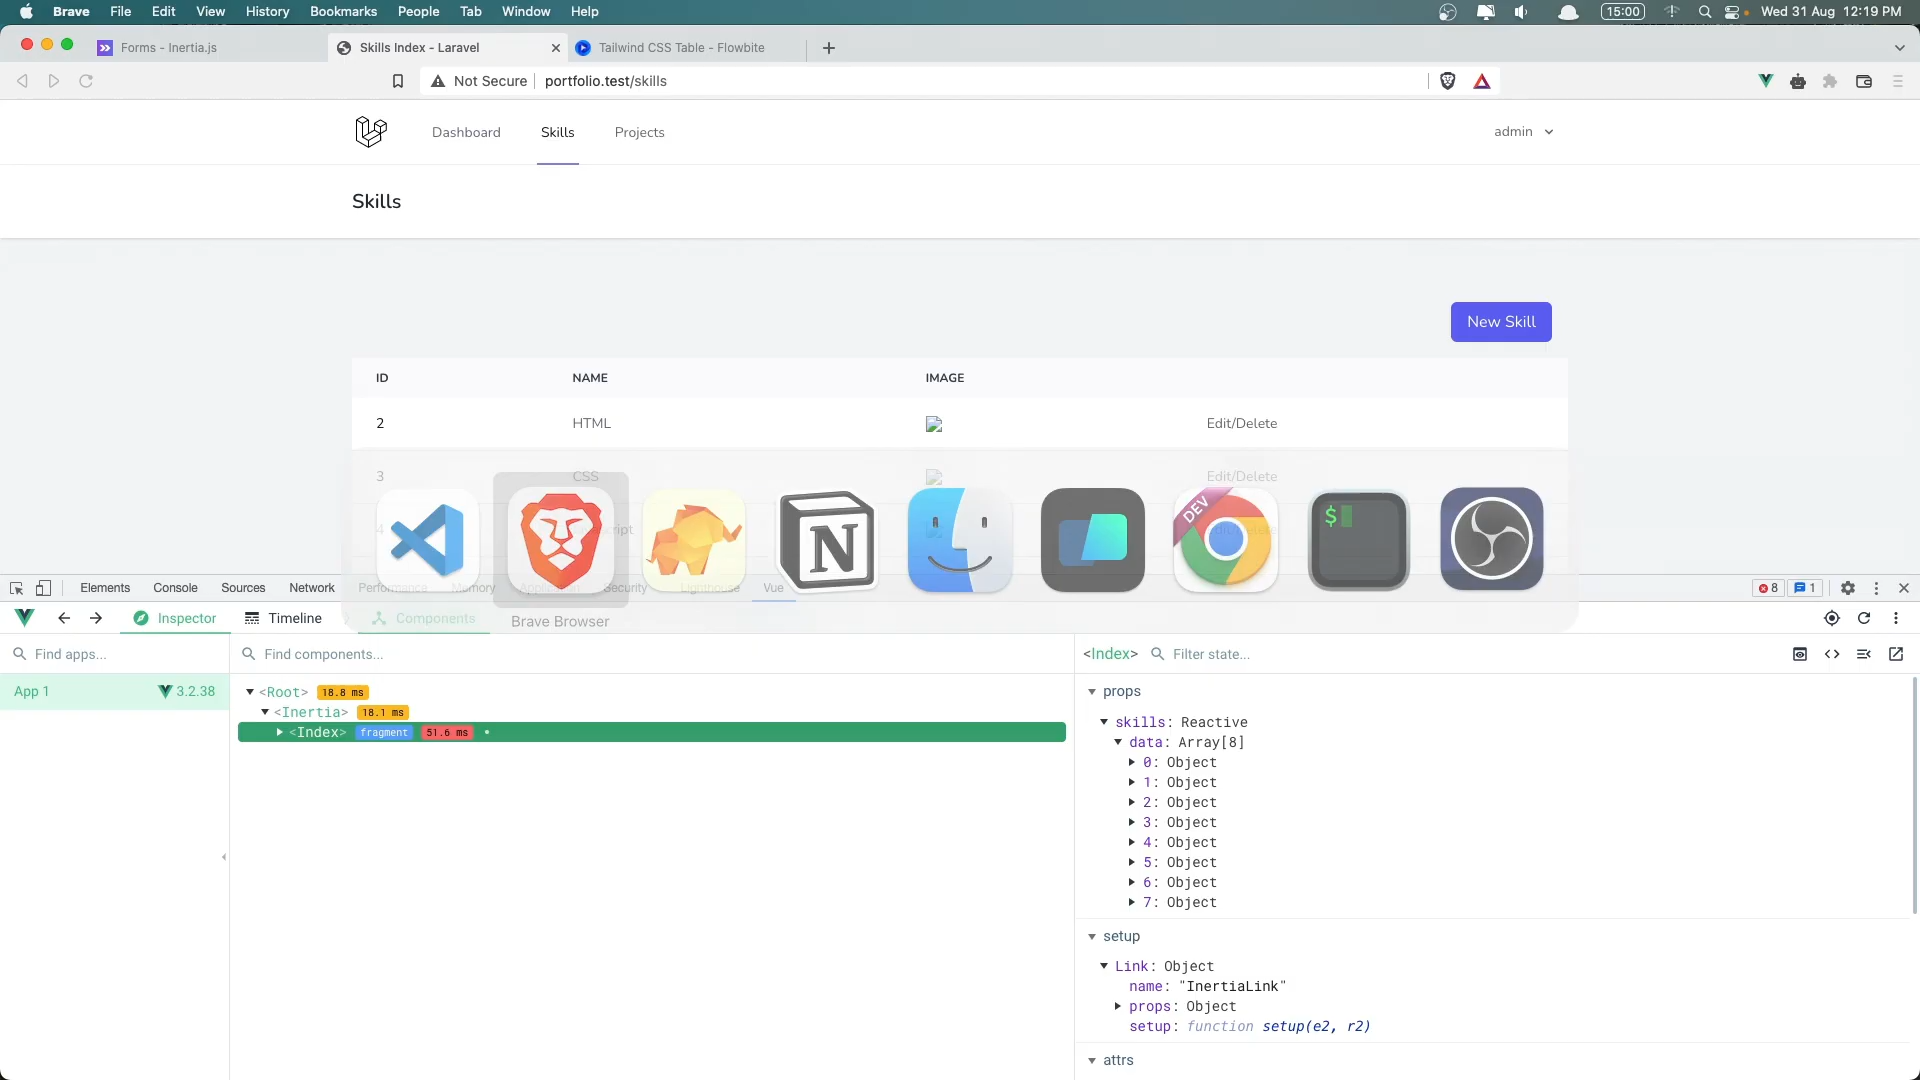 Brave File Edit View History Bookmarks People Tab Window Help 15:00 Wed 31 Aug 12:19 PM
Forms - Inertia.js Skills Index - Laravel Tailwind CSS Table - Flowbite
Not Secure portfolio.test/skills
Dashboard Skills Projects admin
Skills
New Skill
ID NAME IMAGE
2 HTML Edit/Delete
3 CSS Edit/Delete
4
DEV
$
N
Elements Console Sources Network Performance Memory Security Lighthouse Vue 8 1
Inspector Timeline Components
Brave Browser
Find apps... Find components... <Index> Filter state...
App 1 3.2.38
<Root> 18.8 ms
<Inertia> 18.1 ms
<Index> fragment 51.6 ms
props
skills: Reactive
data: Array[8]
0: Object
1: Object
2: Object
3: Object
4: Object
5: Object
6: Object
7: Object
setup
Link: Object
name: "InertiaLink"
props: Object
setup: function setup(e2, r2)
attrs